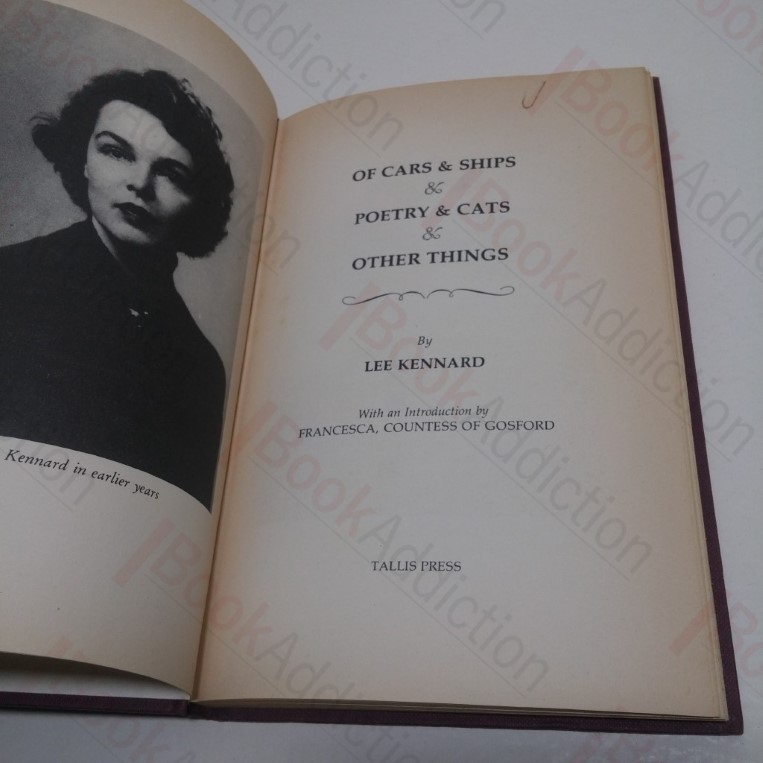 Kennard in earlier years
OF CARS & SHIPS
&
POETRY & CATS
&
OTHER THINGS
By
LEE KENNARD
With an Introduction by
FRANCESCA, COUNTESS OF GOSFORD
TALLIS PRESS
BookAddiction